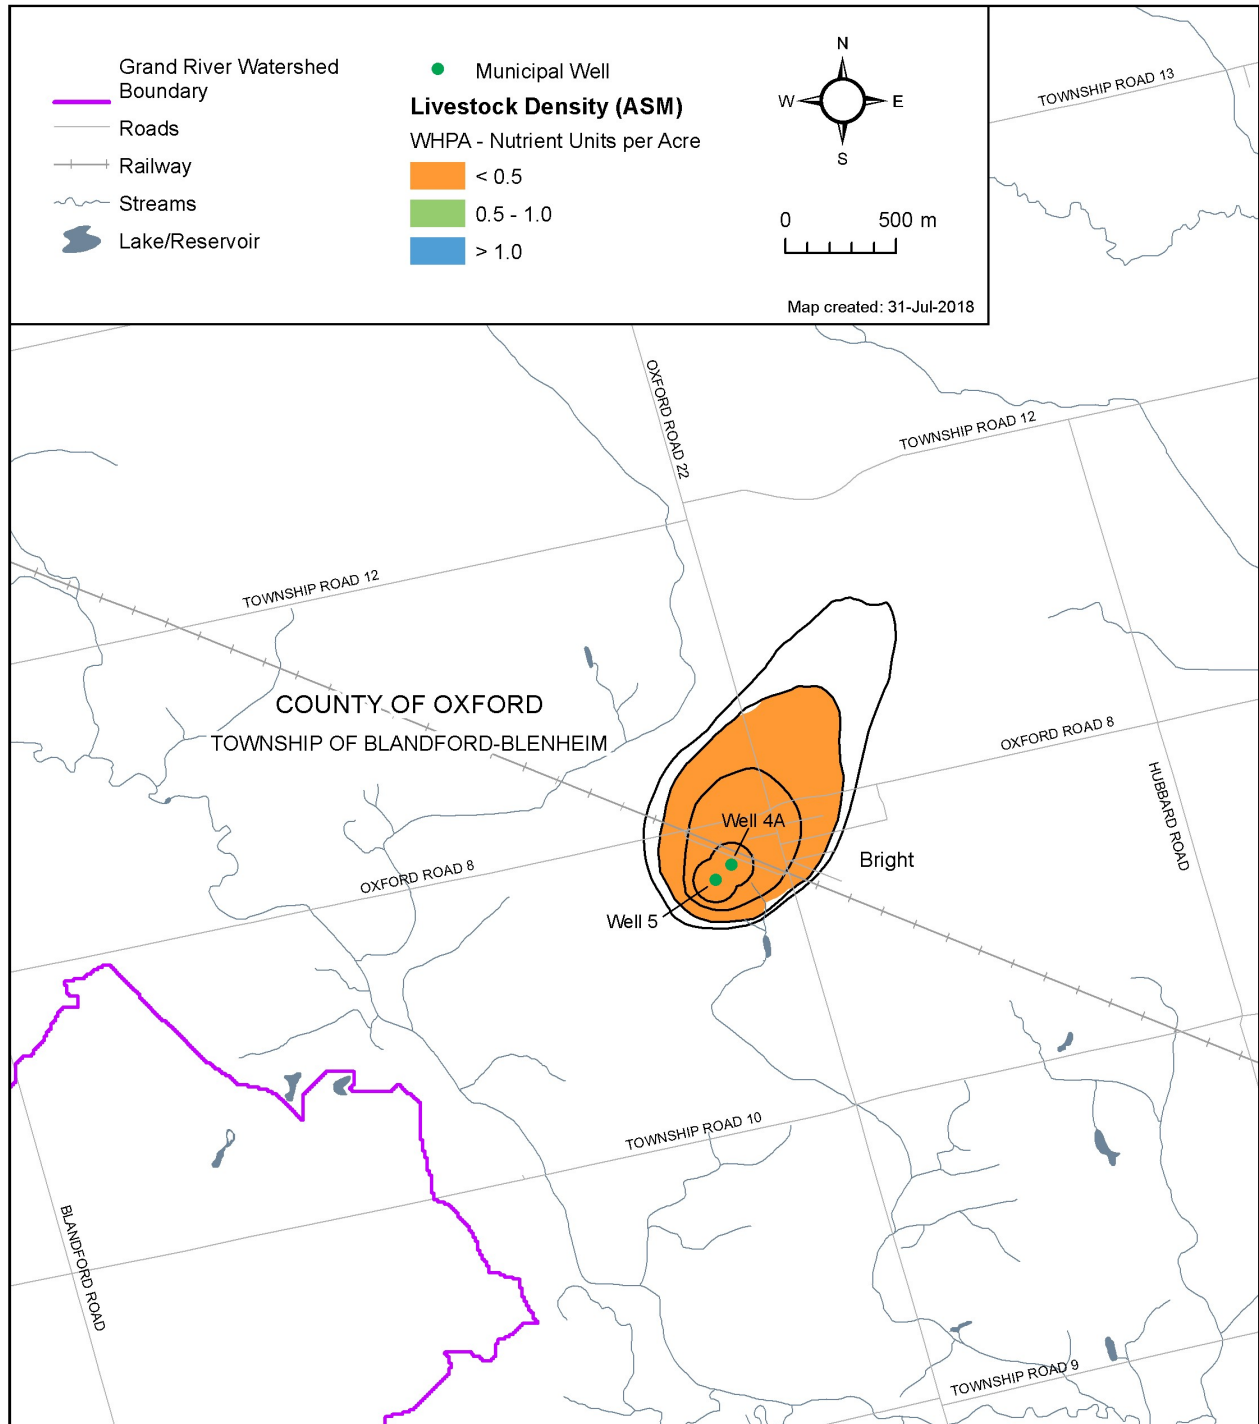 Grand River Watershed
Boundary
Roads
Railway
Streams
Lake/Reservoir
Municipal Well
Livestock Density (ASM)
WHPA - Nutrient Units per Acre
< 0.5
0.5 - 1.0
> 1.0
N
W
E
S
0
500 m
Map created: 31-Jul-2018
TOWNSHIP ROAD 13
OXFORD ROAD 22
TOWNSHIP ROAD 12
TOWNSHIP ROAD 12
COUNTY OF OXFORD
TOWNSHIP OF BLANDFORD-BLENHEIM
OXFORD ROAD 8
HUBBARD ROAD
Well 4A
Bright
OXFORD ROAD 8
Well 5
TOWNSHIP ROAD 10
BLANDFORD ROAD
TOWNSHIP ROAD 9